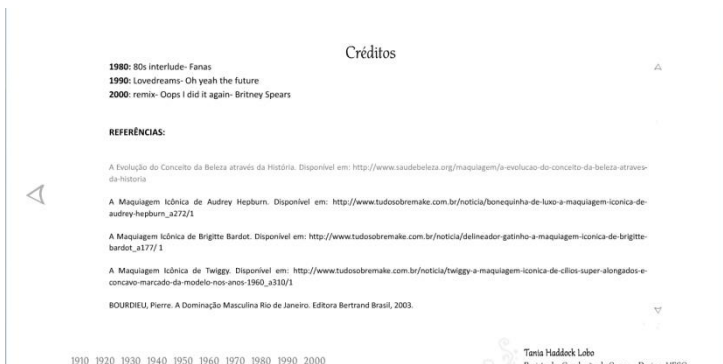 Créditos
1980: 80s interlude- Fanas
1990: Lovedreams- Oh yeah the future
2000: remix- Oops I did it again- Britney Spears
REFERÊNCIAS:
A Evolução do Conceito da Beleza através da História. Disponível em: http://www.saudebeleza.org/maquiagem/a-evolucao-do-conceito-da-beleza-atraves-
da-historia
A Maquiagem Icônica de Audrey Hepburn. Disponível em: http://www.tudosobremake.com.br/noticia/bonequinha-de-luxo-a-maquiagem-iconica-de-
audrey-hepburn_a272/1
A Maquiagem Icônica de Brigitte Bardot. Disponível em: http://www.tudosobremake.com.br/noticia/delineador-gatinho-a-maquiagem-iconica-de-brigitte-
bardot_a177/ 1
A Maquiagem Icônica de Twiggy. Disponível em: http://www.tudosobremake.com.br/noticia/twiggy-a-maquiagem-iconica-de-cilios-super-alongados-e-
concavo-marcado-da-modelo-nos-anos-1960_a310/1
BOURDIEU, Pierre. A Dominação Masculina Rio de Janeiro. Editora Bertrand Brasil, 2003.
Tania Haddock Lobo
1910 1920 1930 1940 1950 1960 1970 1980 1990 2000